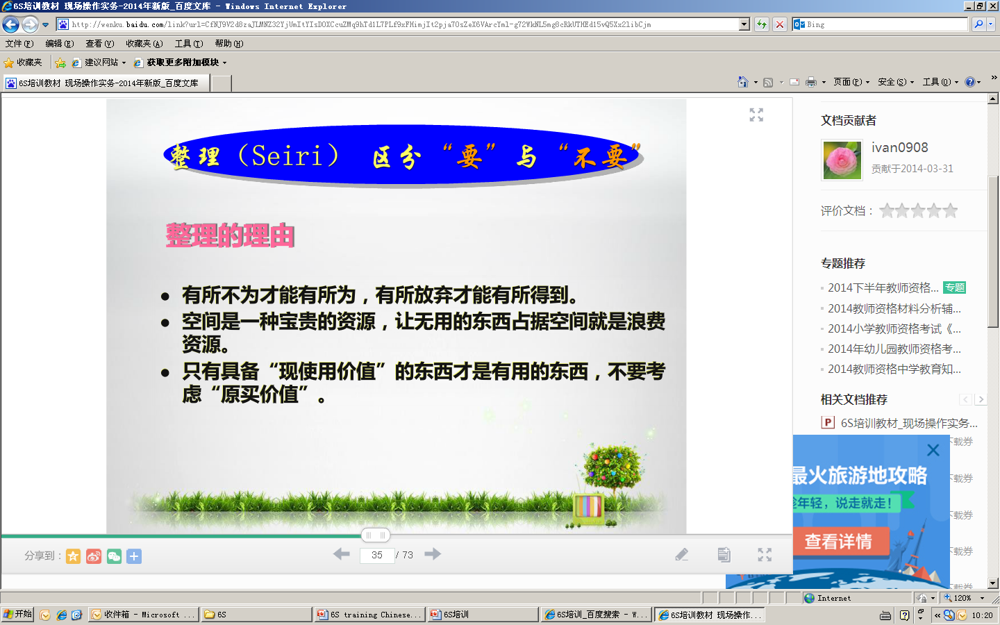 6S培训教材 现场操作实务-2014年新版_百度文库 - Windows Internet Explorer
Bing
文件(F) 编辑(E) 查看(V) 收藏夹(A) 工具(T) 帮助(H)
收藏夹 建议网站 获取更多附加模块
6S培训教材 现场操作实务-2014年新版_百度文库
页面(P) 安全(S) 工具(O)
整理（Seiri） 区分“要”与“不要”
整理的理由
● 有所不为才能有所为，有所放弃才能有所得到。
● 空间是一种宝贵的资源，让无用的东西占据空间就是浪费
资源。
● 只有具备“现使用价值”的东西才是有用的东西，不要考
虑“原买价值”。
分享到：
35 / 73
文档贡献者
ivan0908
贡献于2014-03-31
评价文档：
专题推荐
2014下半年教师资格... 专题
2014教师资格材料分析辅...
2014小学教师资格考试《...
2014年幼儿园教师资格考...
2014教师资格中学教育知...
相关文档推荐
P 6S培训教材_现场操作实务...
下载券
最火旅游地攻略
下载券
趁年轻，说走就走！
下载券
查看详情
下载券
下载券
Internet
120%
开始
收件箱 - Microsoft ...
6S
6S training Chinese...
6S培训
6S培训_百度搜索 - W...
6S培训教材 现场操作...
10:20